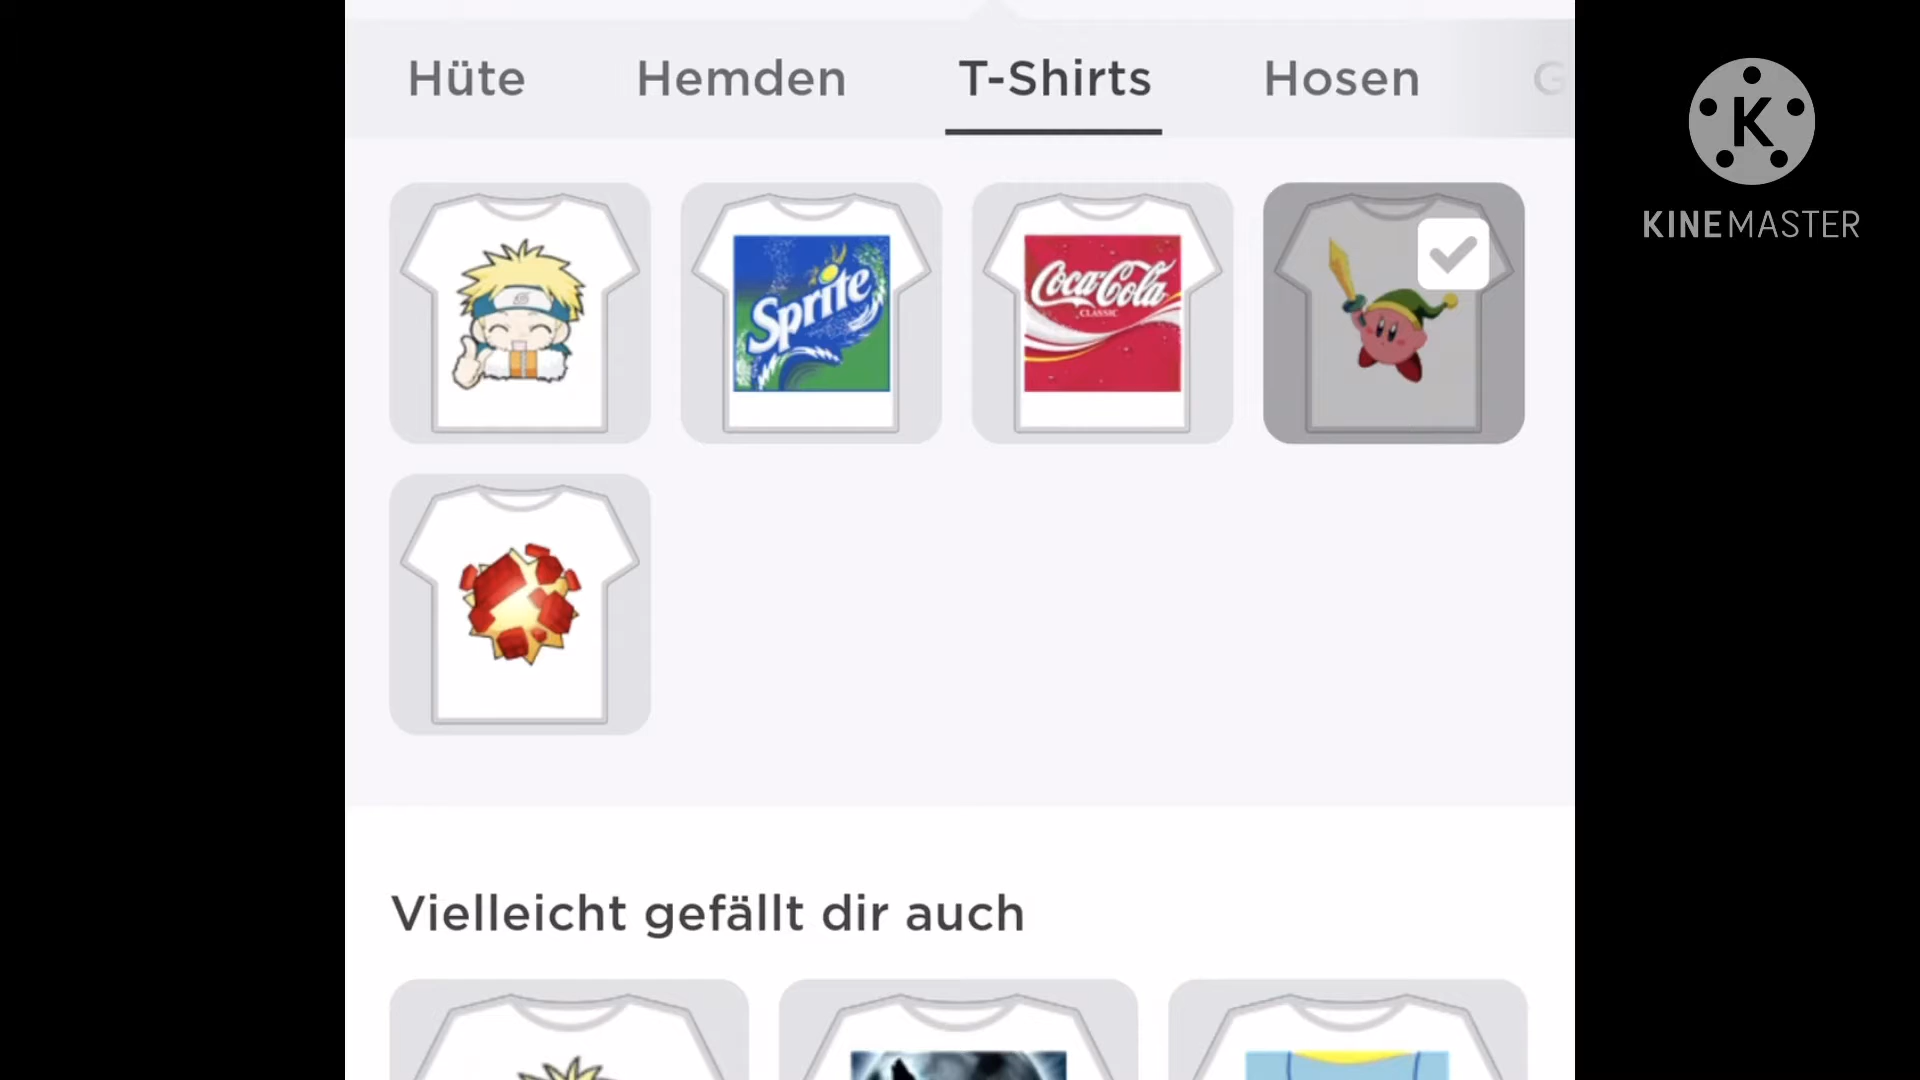 Hüte Hemden T-Shirts Hosen G
Sprite
Coca-Cola
CLASSIC
Vielleicht gefällt dir auch
K
KINEMASTER